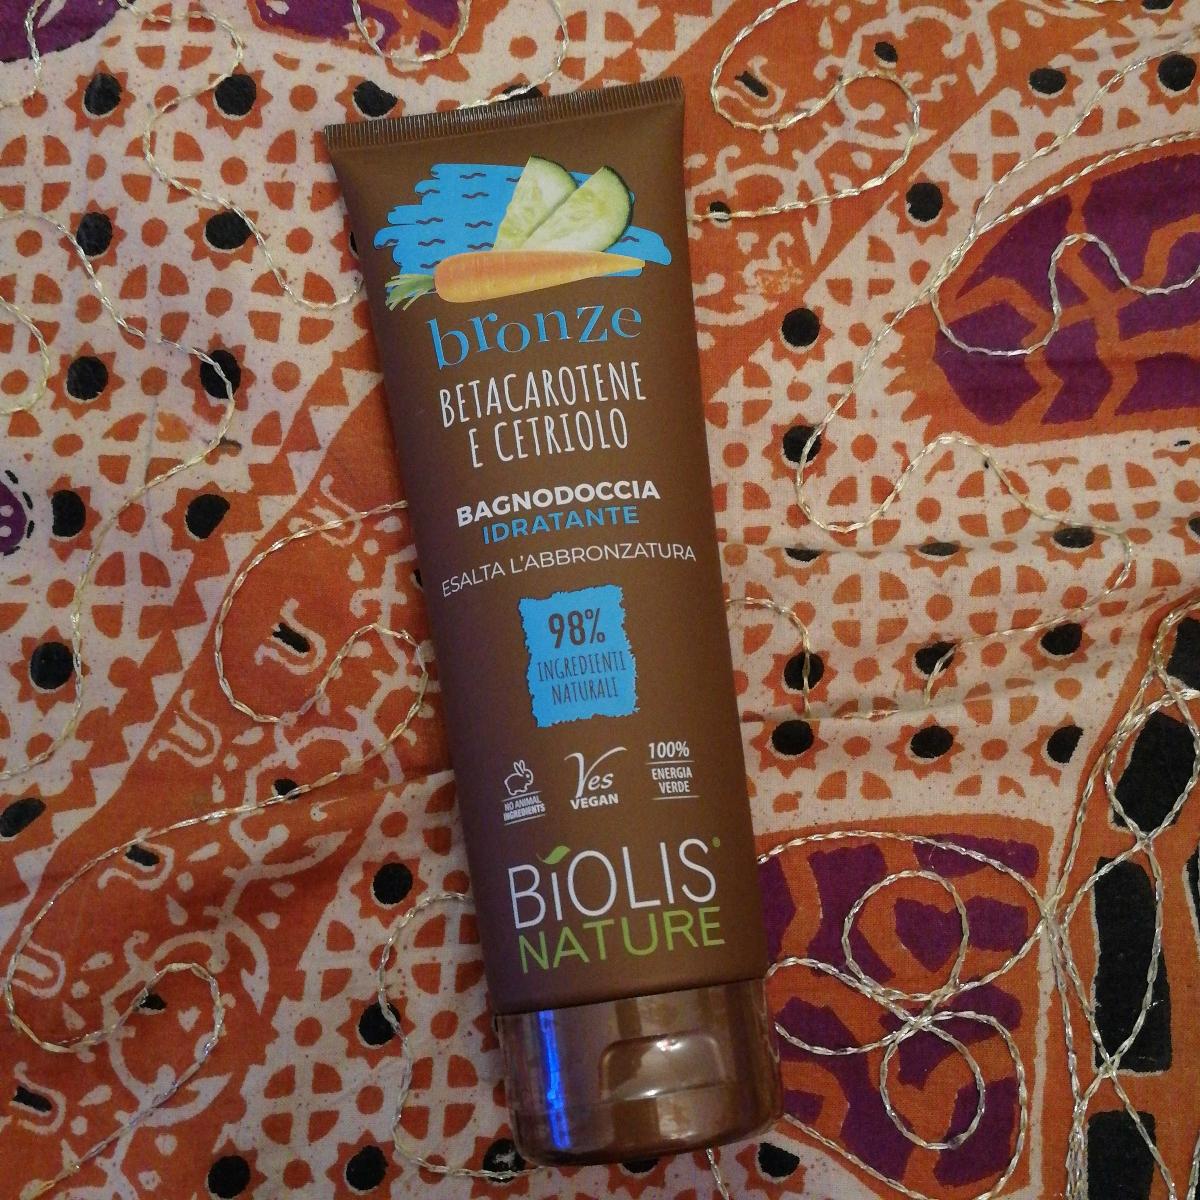 bronze
BETACAROTENE
E CETRIOLO
BAGNODOCCIA
IDRATANTE
ESALTA L'ABBRONZATURA
98%
INGREDIENTI
NATURALI
NO ANIMAL
INGREDIENTS
Yes
VEGAN
100%
ENERGIA
VERDE
BiOLIS
NATURE